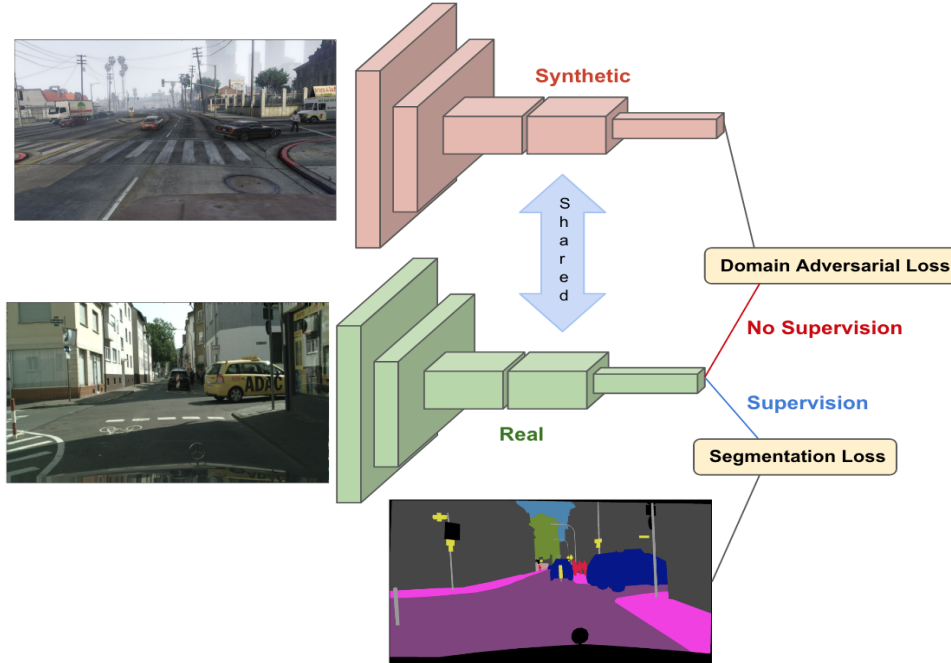 Synthetic
Shared
Domain Adversarial Loss
No Supervision
ADAC
Supervision
Real
Segmentation Loss